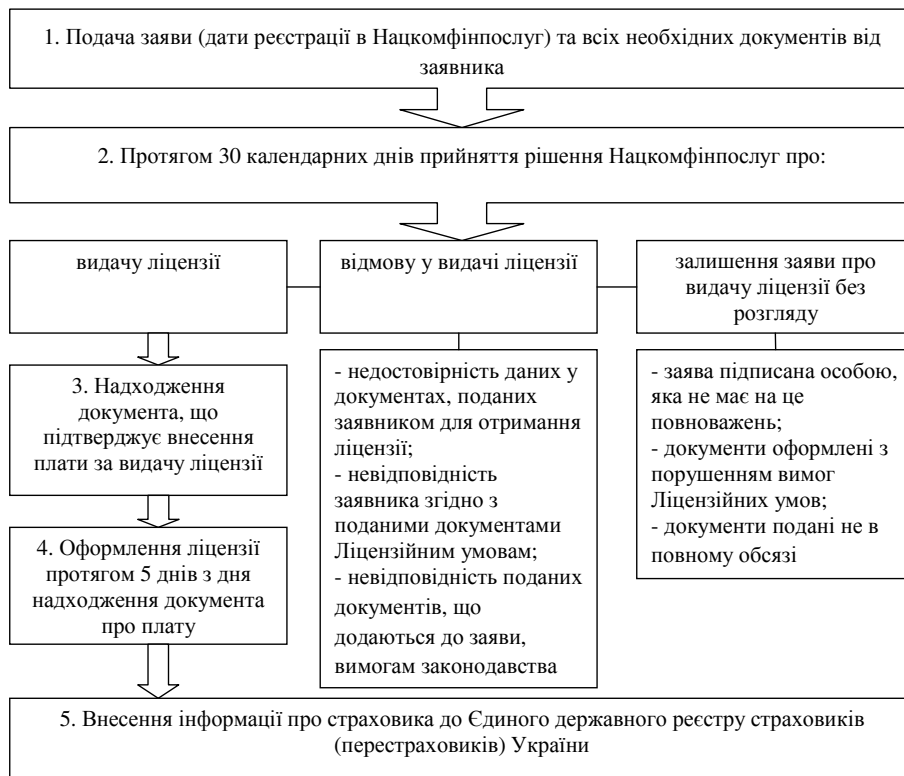 1. Подача заяви (дати реєстрації в Нацкомфінпослуг) та всіх необхідних документів від
заявника
2. Протягом 30 календарних днів прийняття рішення Нацкомфінпослуг про:
видачу ліцензії
відмову у видачі ліцензії
залишення заяви про
видачу ліцензії без
розгляду
3. Надходження
документа, що
підтверджує внесення
плати за видачу ліцензії
4. Оформлення ліцензії
протягом 5 днів з дня
надходження документа
про плату
- недостовірність даних у
документах, поданих
заявником для отримання
ліцензії;
- невідповідність
заявника згідно з
поданими документами
Ліцензійним умовам;
- невідповідність поданих
документів, що
додаються до заяви,
вимогам законодавства
- заява підписана особою,
яка не має на це
повноважень;
- документи оформлені з
порушенням вимог
Ліцензійних умов;
- документи подані не в
повному обсязі
5. Внесення інформації про страховика до Єдиного державного реєстру страховиків
(перестраховиків) України